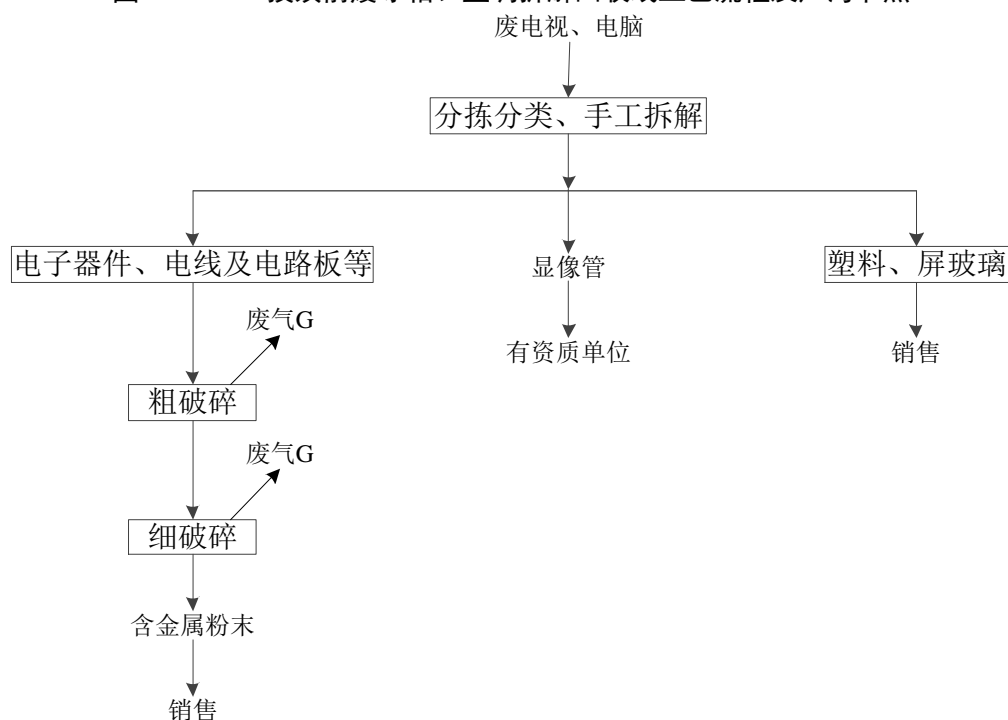 废电视、电脑
分拣分类、手工拆解
电子器件、电线及电路板等
显像管
塑料、屏玻璃
废气G
有资质单位
销售
粗破碎
废气G
细破碎
含金属粉末
销售